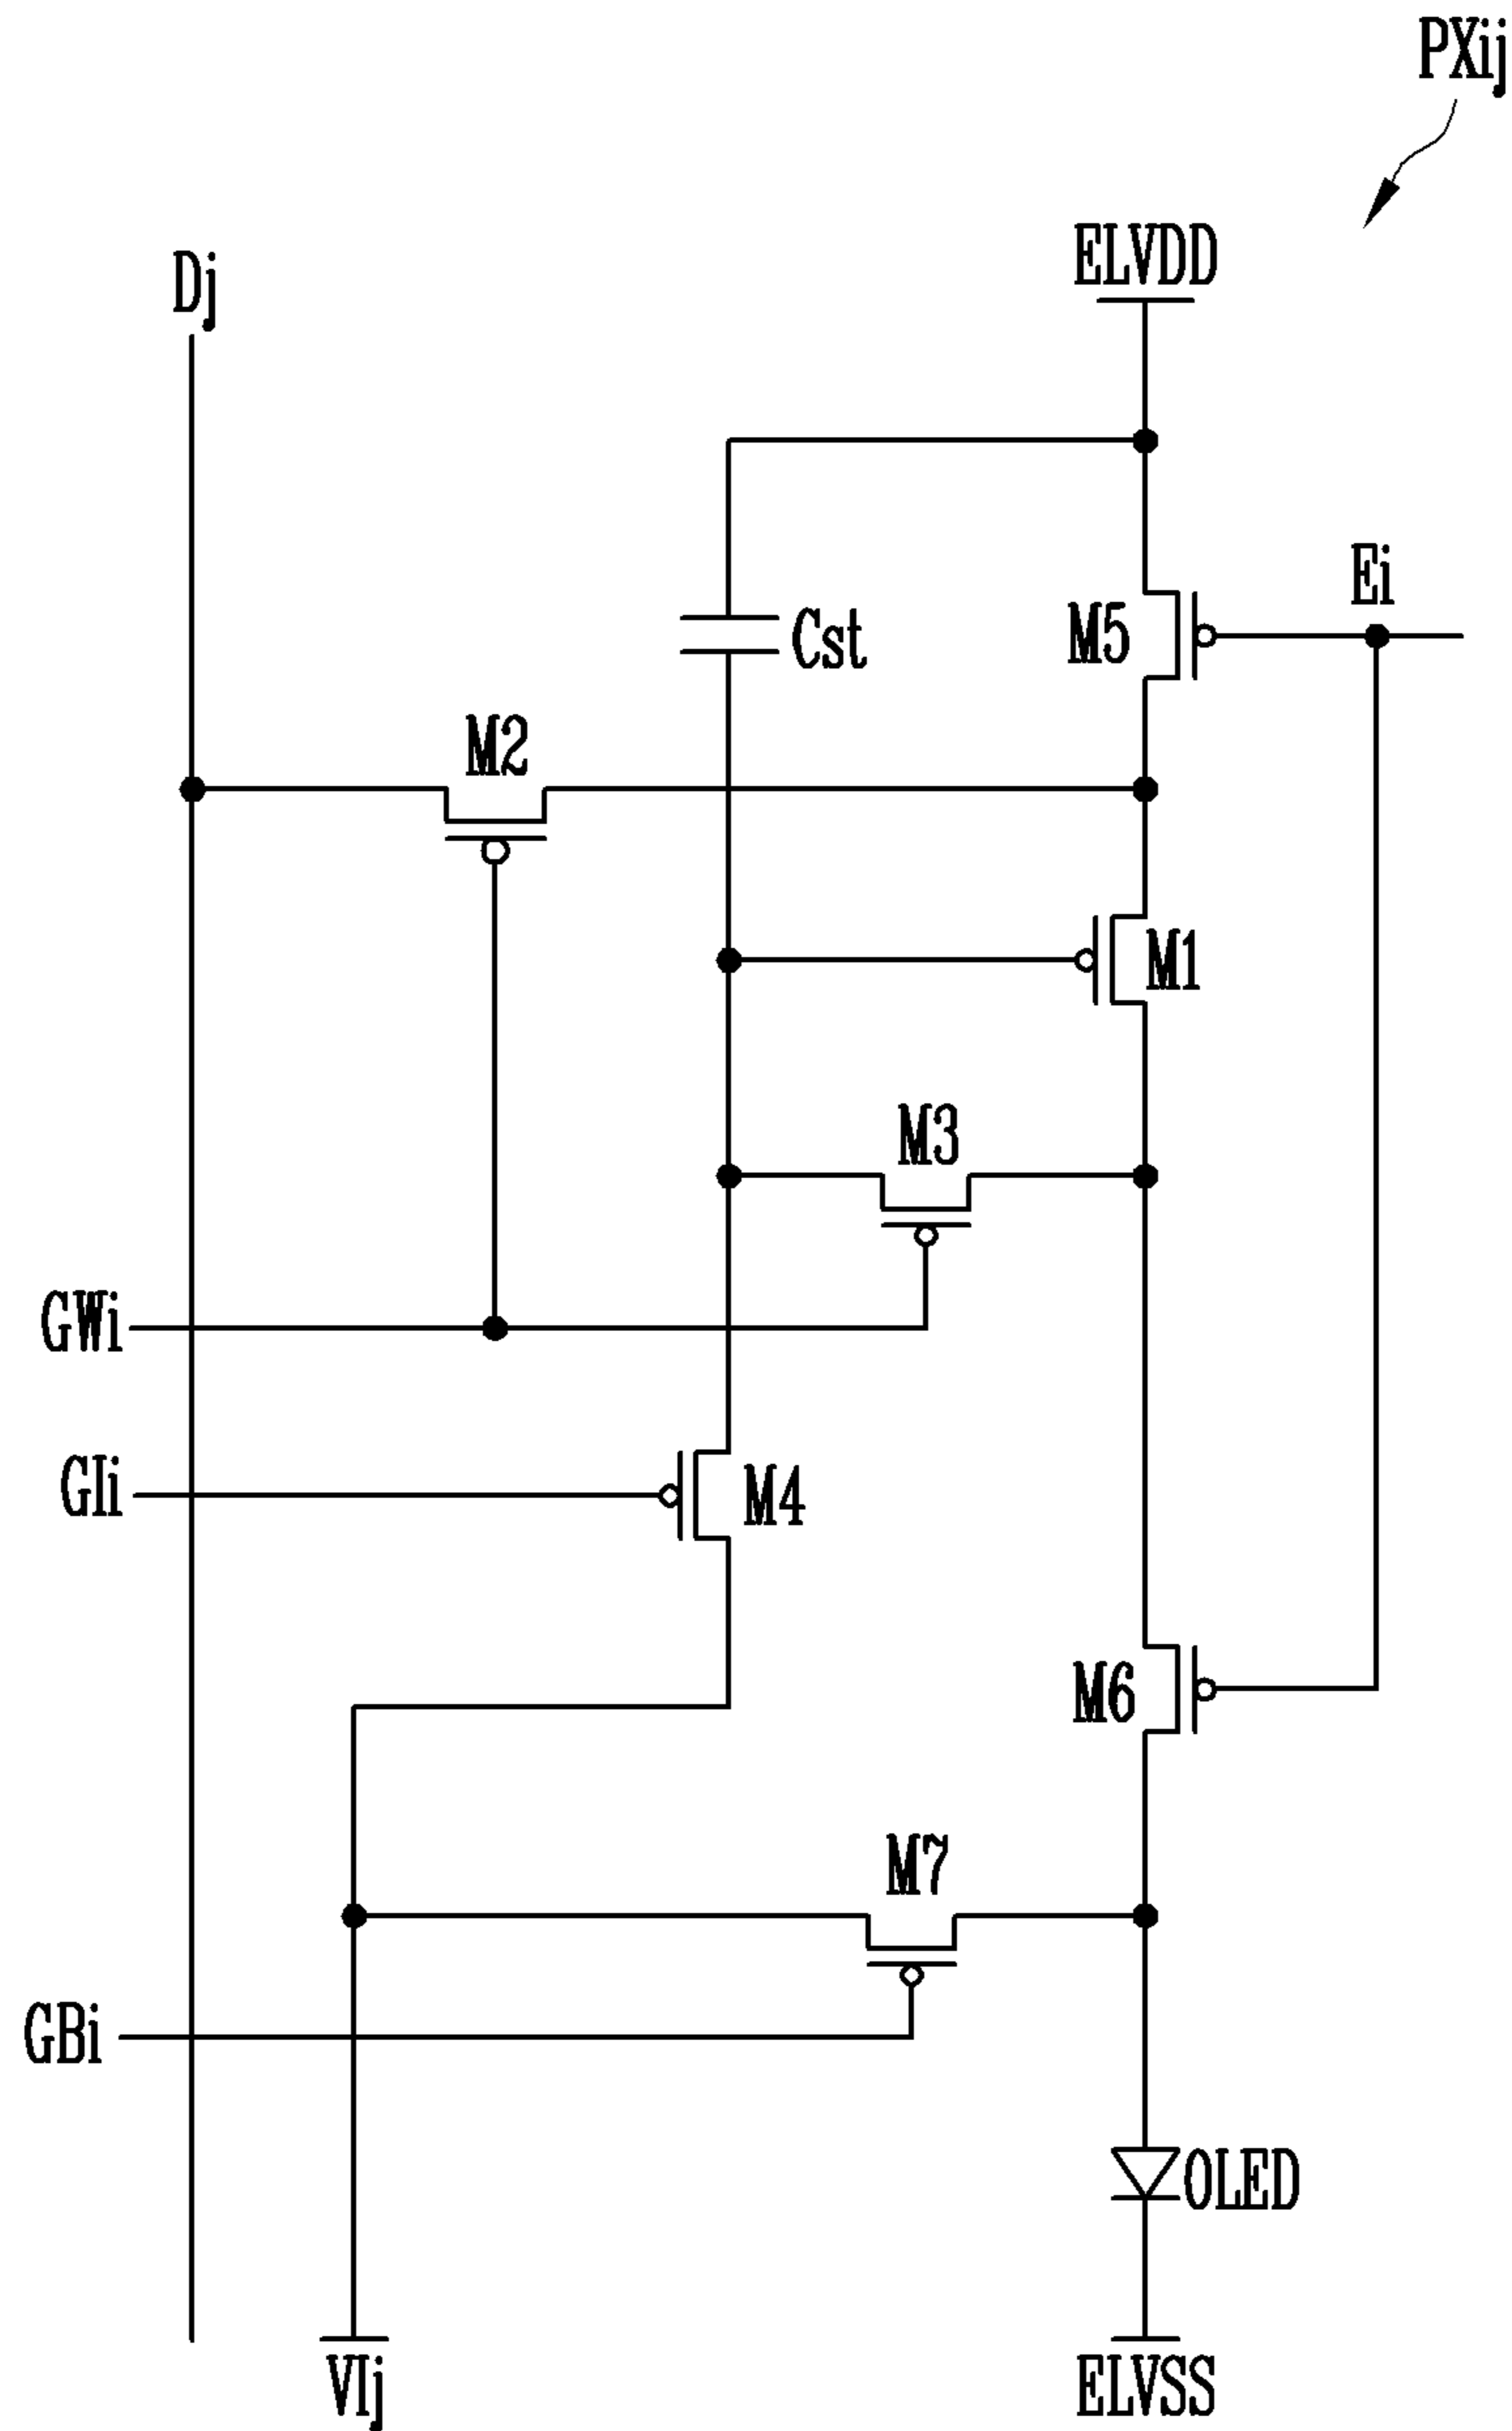 PXij
ELVDD
Dj
Ei
M5
Cst
M2
M1
M3
GWi
GIi
M4
M6
M7
GBi
OLED
VIj
ELVSS